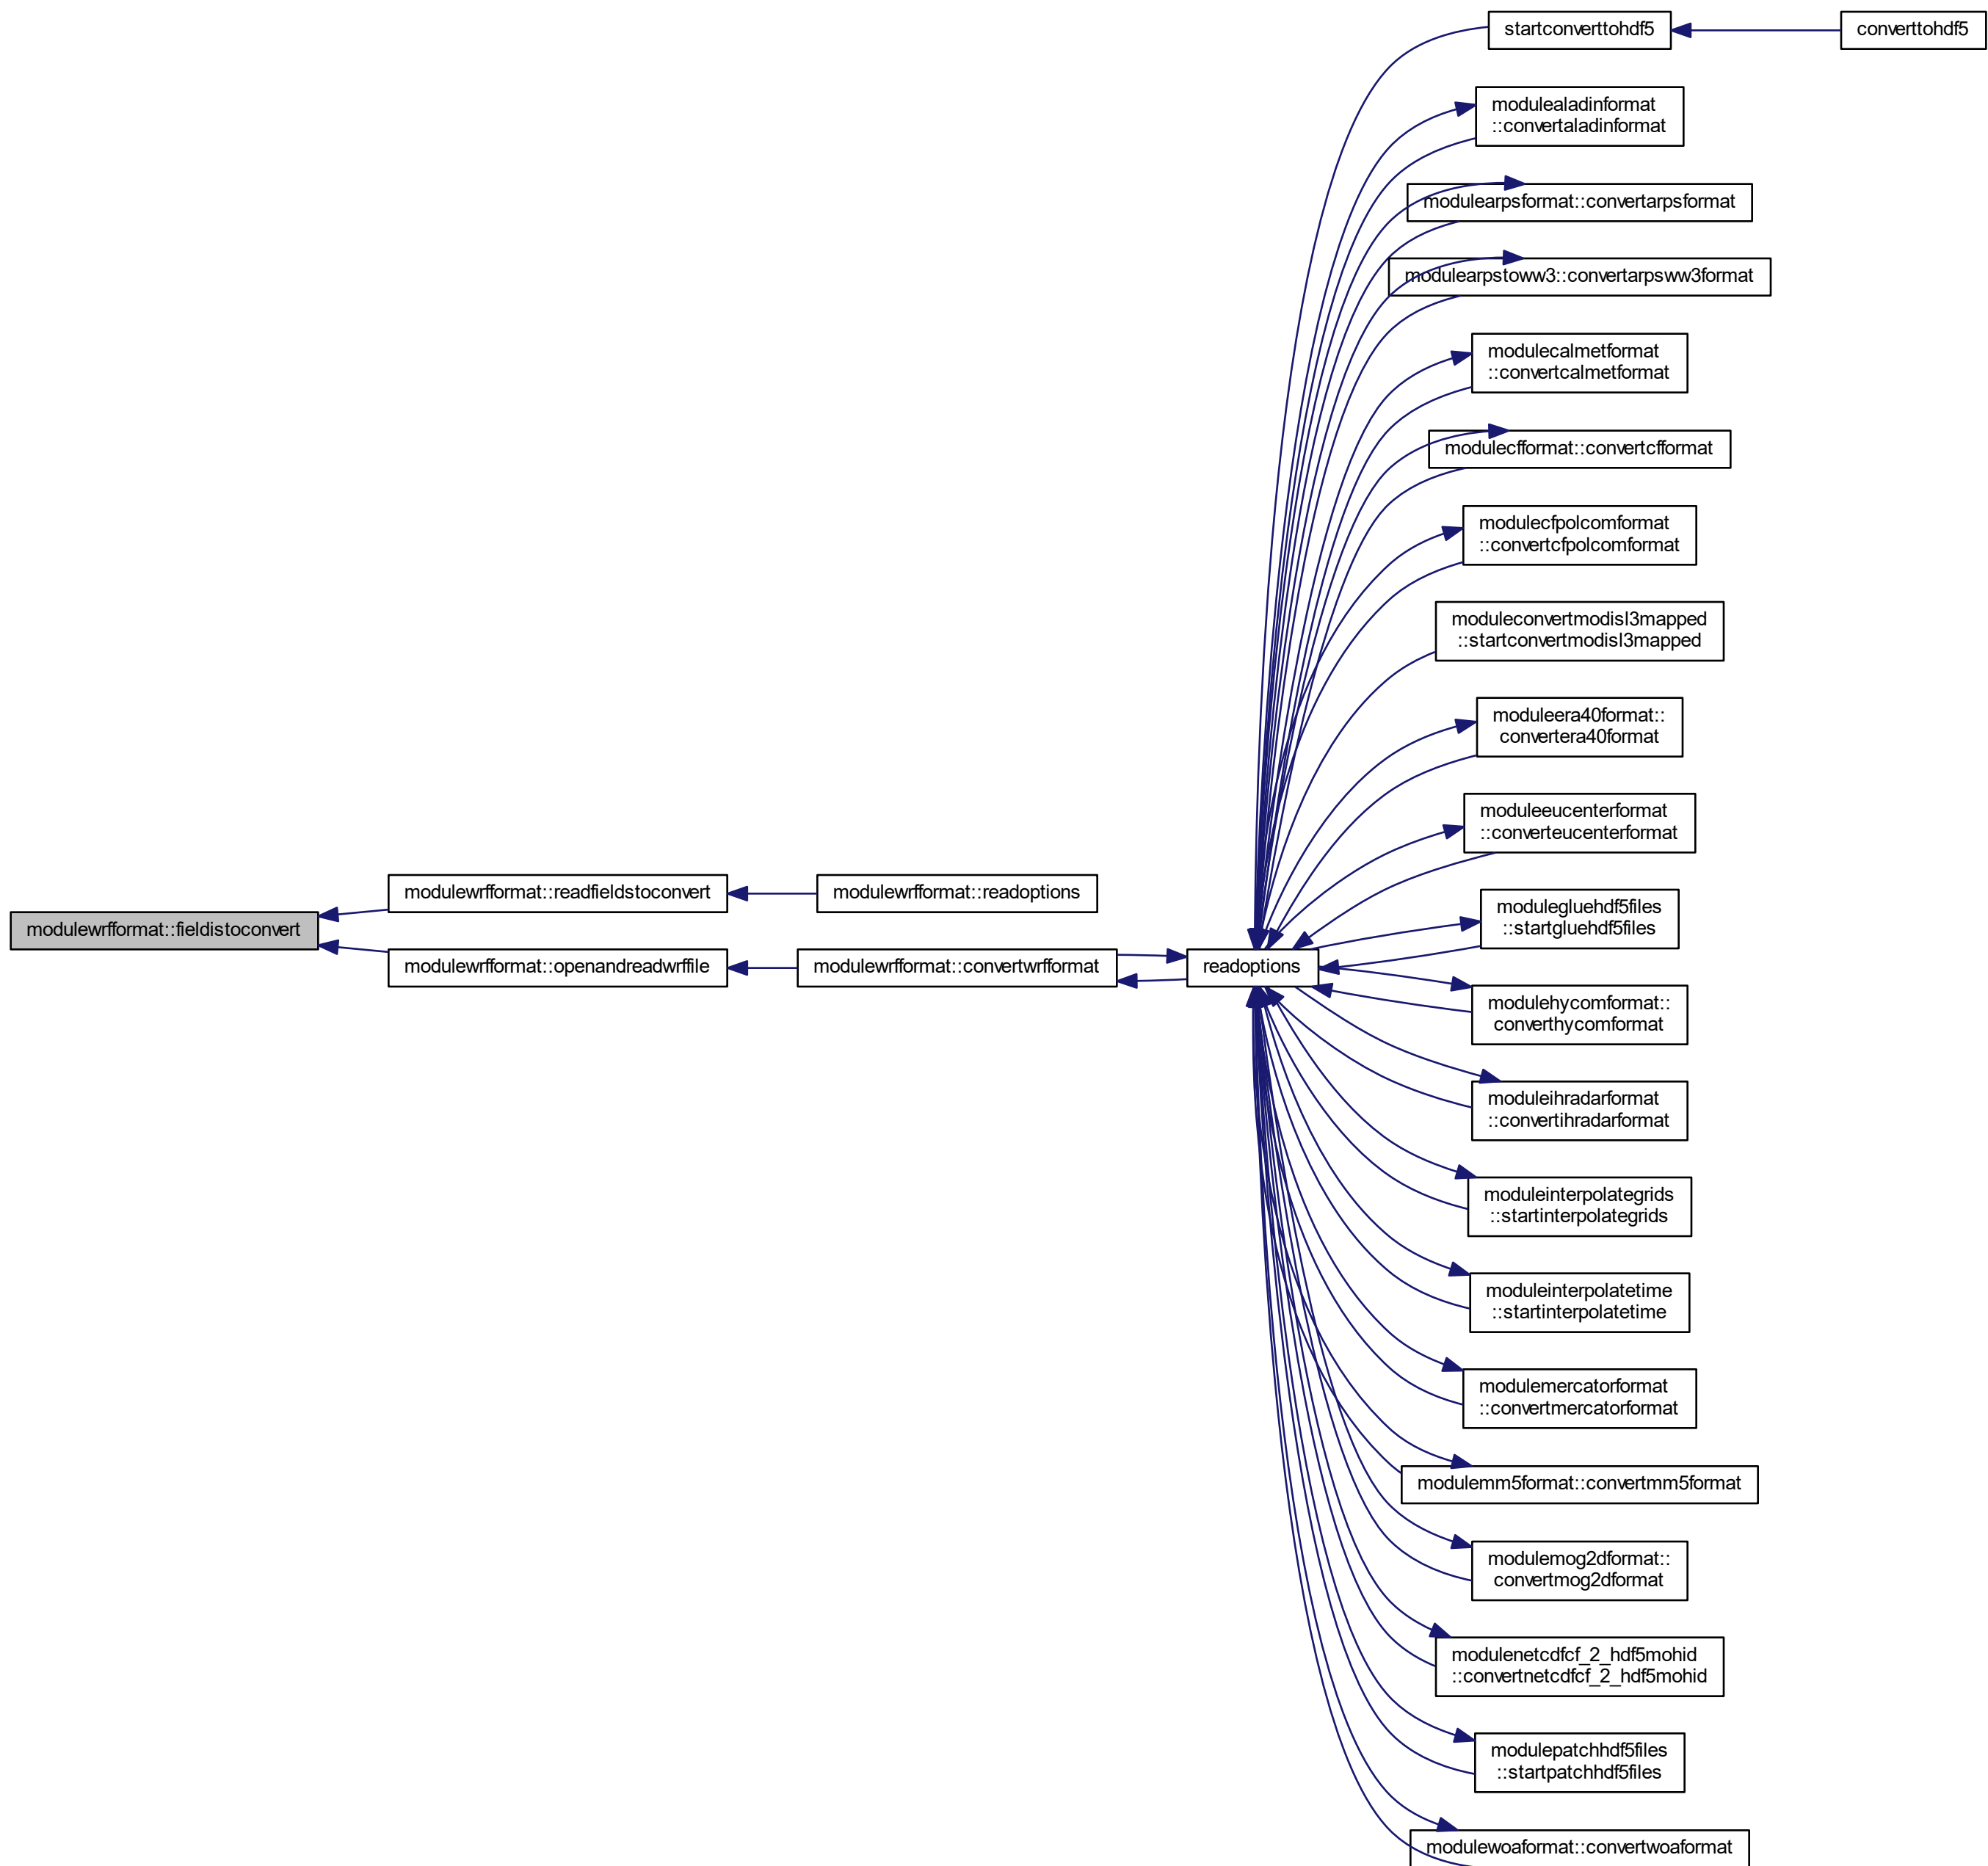 startconverttohdf5
converttohdf5
modulealadinformat
::convertaladinformat
modulearpsformat::convertarpsformat
modulearpstoww3::convertarpsww3format
modulecalmetformat
::convertcalmetformat
modulecfformat::convertcfformat
modulecfpolcomformat
::convertcfpolcomformat
moduleconvertmodisl3mapped
::startconvertmodisl3mapped
moduleera40format::
convertera40format
moduleeucenterformat
::converteucenterformat
modulewrfformat::readfieldstoconvert
modulewrfformat::readoptions
modulewrfformat::fieldistoconvert
modulegluehdf5files
::startgluehdf5files
modulewrfformat::openandreadwrffile
modulewrfformat::convertwrfformat
readoptions
modulehycomformat::
converthycomformat
moduleihradarformat
::convertihradarformat
moduleinterpolategrids
::startinterpolategrids
moduleinterpolatetime
::startinterpolatetime
modulemercatorformat
::convertmercatorformat
modulemm5format::convertmm5format
modulemog2dformat::
convertmog2dformat
modulenetcdfcf_2_hdf5mohid
::convertnetcdfcf_2_hdf5mohid
modulepatchhdf5files
::startpatchhdf5files
modulewoaformat::convertwoaformat